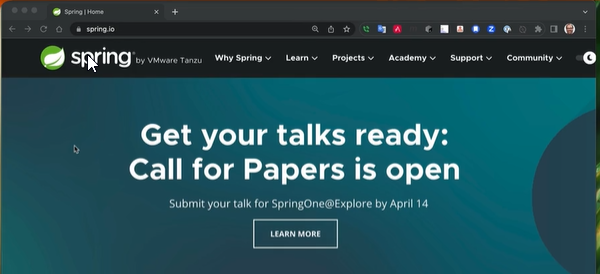 Spring | Home
spring.io
spring by VMware Tanzu
Why Spring
Learn
Projects
Academy
Support
Community
Get your talks ready:
Call for Papers is open
Submit your talk for SpringOne@Explore by April 14
LEARN MORE